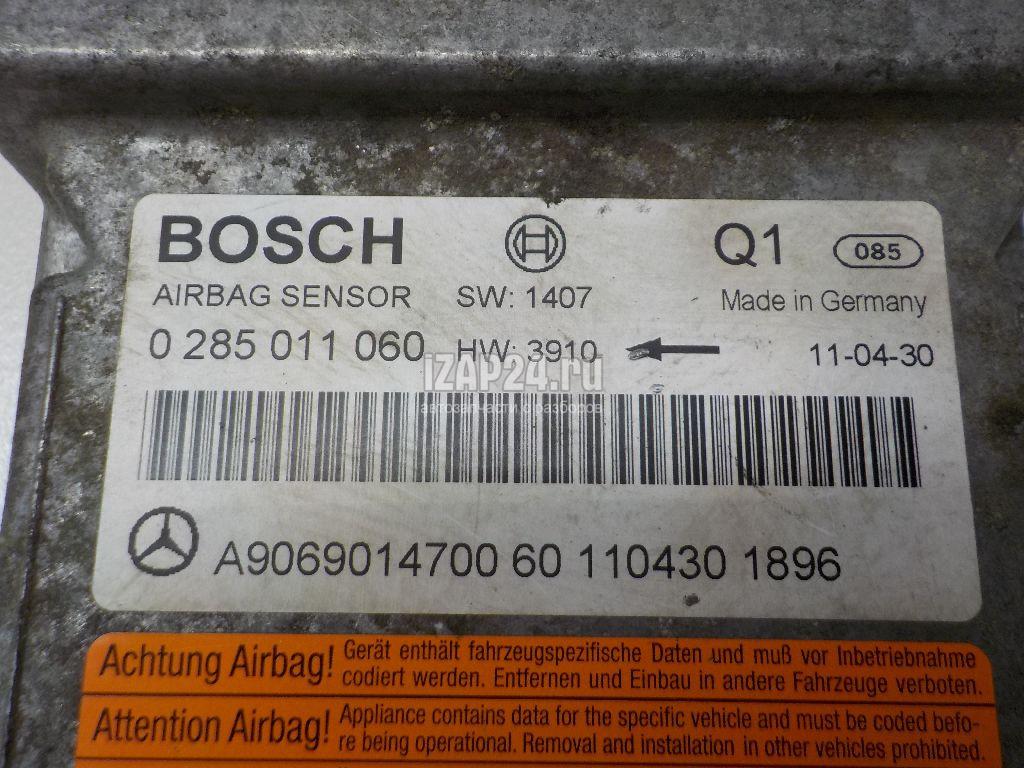 BOSCH Q1 085
AIRBAG SENSOR SW: 1407 Made in Germany
0 285 011 060 HW: 3910 11-04-30
iZAP24.ru
автозапчасти с разборов
A9069014700 60 110430 1896
Achtung Airbag! Gerät enthält fahrzeugspezifische Daten und muß vor Inbetriebnahme
codiert werden. Entfernen und Einbau in andere Fahrzeuge verboten.
Attention Airbag! Appliance contains data for the specific vehicle and must be coded befo-
re being operational. Removal and installation in other vehicles prohibited.